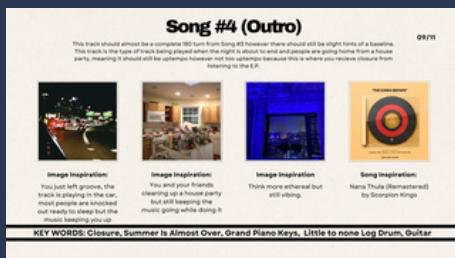 Song #4 (Outro)
09/11
This track should almost be a complete 180 turn from Song #3 however there should still be slight hints of a baseline.
This is the type of track being played when the night is about to end and people are going home from a house
party, meaning it should still be uptempo however not too uptempo because this is where you recieve closure from
listening to the E.P.
Image Inspiration:
You just left groove, the
track is playing in the car,
most people are knocked
out ready to sleep but the
music keeping you up
Image Inspiration:
You and your friends
cleaning up a house party
but still keeping the
music going while doing it
Image Inspiration
Think more ethereal but
still vibing.
Song Inspiration:
Nana Thula (Remastered)
by Scorpion Kings
KEY WORDS: Closure, Summer Is Almost Over, Grand Piano Keys, Little to none Log Drum, Guitar